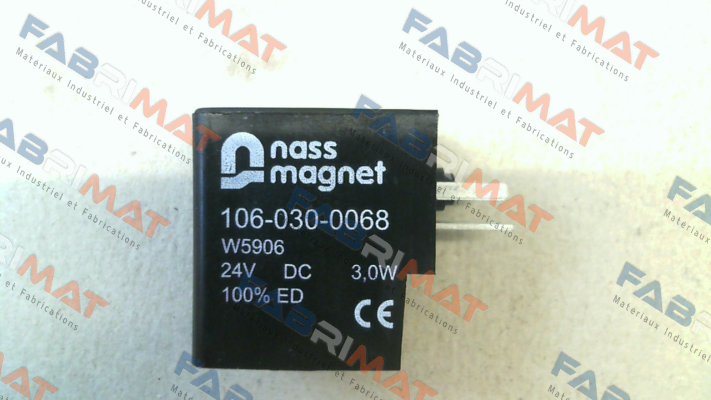 nass
magnet
106-030-0068
W5906
24V DC 3,0W
100% ED
CE
FABRIMAT
Materiaux Industriel et Fabrications